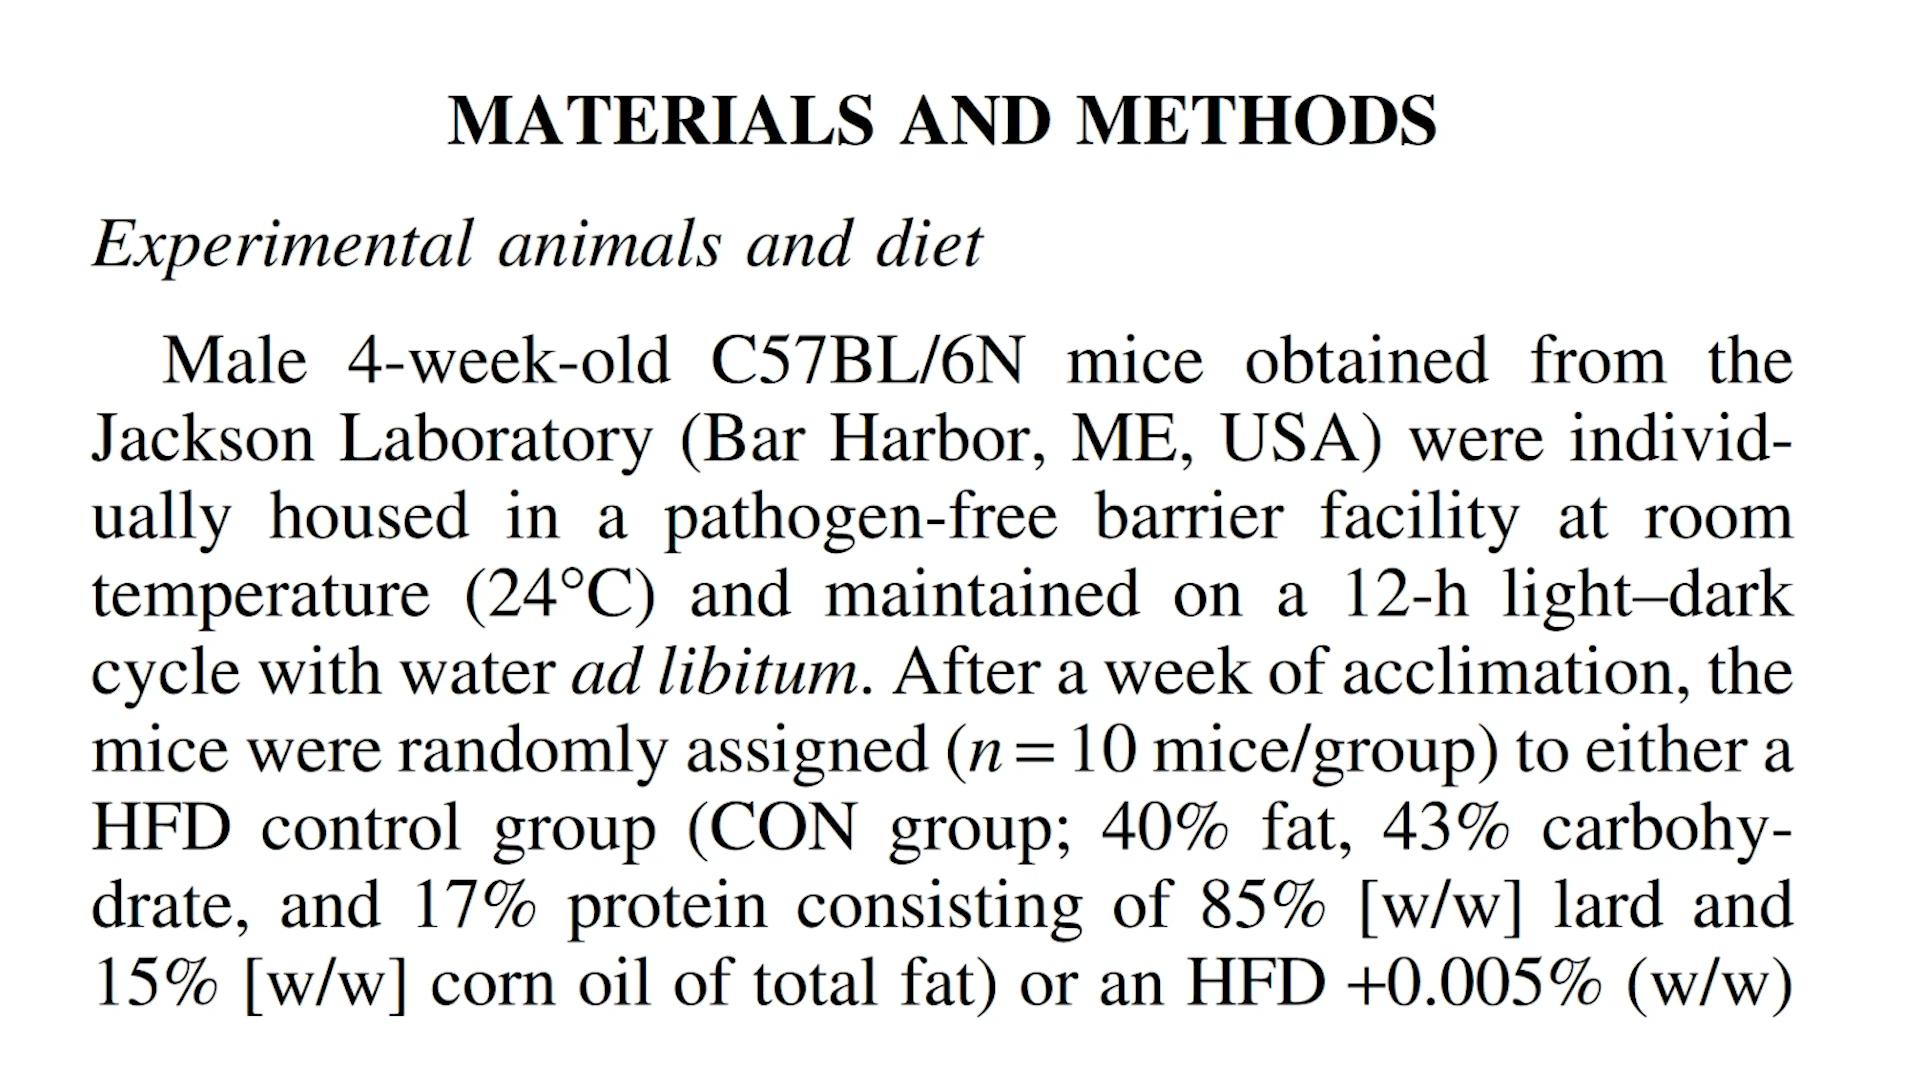 MATERIALS AND METHODS
Experimental animals and diet
Male 4-week-old C57BL/6N mice obtained from the
Jackson Laboratory (Bar Harbor, ME, USA) were individ-
ually housed in a pathogen-free barrier facility at room
temperature (24°C) and maintained on a 12-h light–dark
cycle with water ad libitum. After a week of acclimation, the
mice were randomly assigned (n = 10 mice/group) to either a
HFD control group (CON group; 40% fat, 43% carbohy-
drate, and 17% protein consisting of 85% [w/w] lard and
15% [w/w] corn oil of total fat) or an HFD +0.005% (w/w)